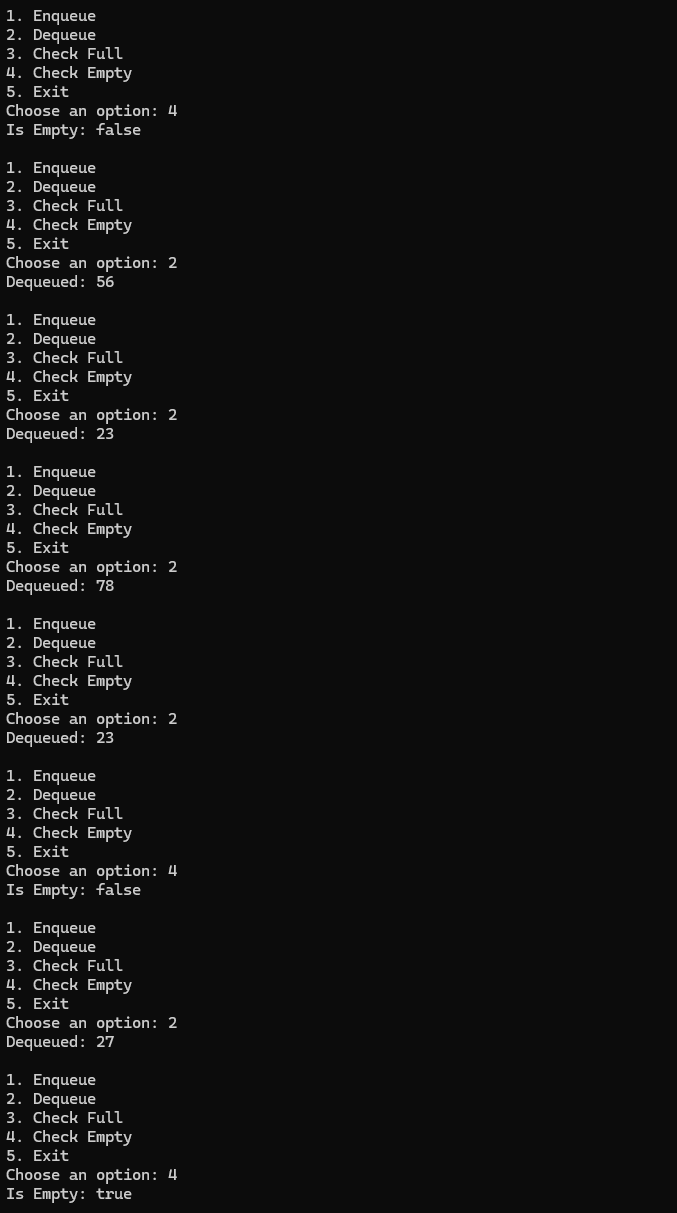 1. Enqueue
2. Dequeue
3. Check Full
4. Check Empty
5. Exit
Choose an option: 4
Is Empty: false

1. Enqueue
2. Dequeue
3. Check Full
4. Check Empty
5. Exit
Choose an option: 2
Dequeued: 56

1. Enqueue
2. Dequeue
3. Check Full
4. Check Empty
5. Exit
Choose an option: 2
Dequeued: 23

1. Enqueue
2. Dequeue
3. Check Full
4. Check Empty
5. Exit
Choose an option: 2
Dequeued: 78

1. Enqueue
2. Dequeue
3. Check Full
4. Check Empty
5. Exit
Choose an option: 2
Dequeued: 23

1. Enqueue
2. Dequeue
3. Check Full
4. Check Empty
5. Exit
Choose an option: 4
Is Empty: false

1. Enqueue
2. Dequeue
3. Check Full
4. Check Empty
5. Exit
Choose an option: 2
Dequeued: 27

1. Enqueue
2. Dequeue
3. Check Full
4. Check Empty
5. Exit
Choose an option: 4
Is Empty: true